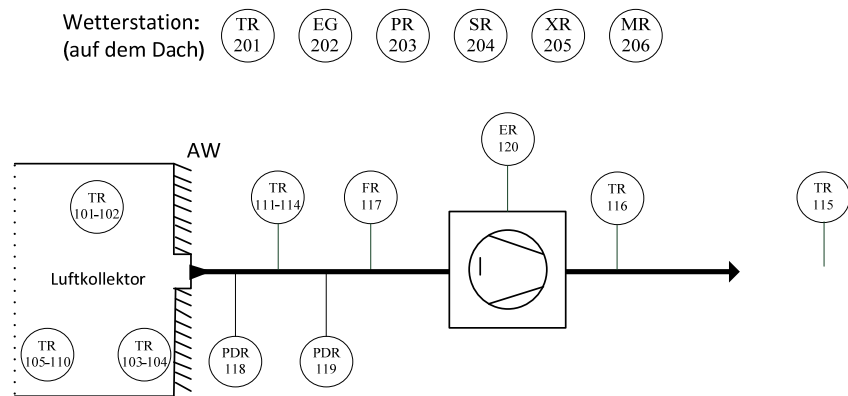 Wetterstation:
(auf dem Dach)
TR
201
EG
202
PR
203
SR
204
XR
205
MR
206
AW
ER
120
TR
101-102
TR
111-114
FR
117
TR
116
TR
115
Luftkollektor
TR
105-110
TR
103-104
PDR
118
PDR
119